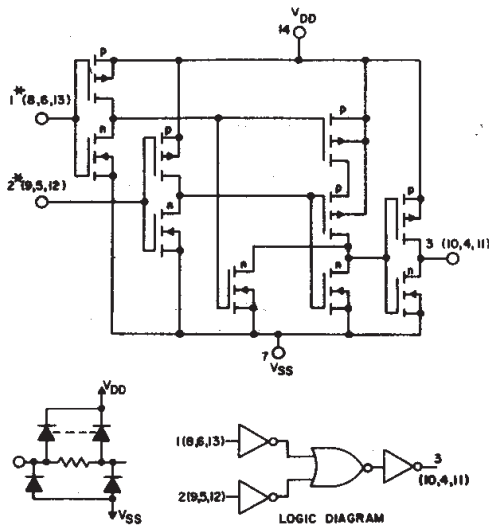 VDD
14
p
1*(8,6,13)
n
p
p
2*(9,5,12)
p
p
n
3 (10,4,11)
n
n
n
7
VSS
VDD
VSS
1(8,6,13)
2(9,5,12)
3
(10,4,11)
LOGIC DIAGRAM